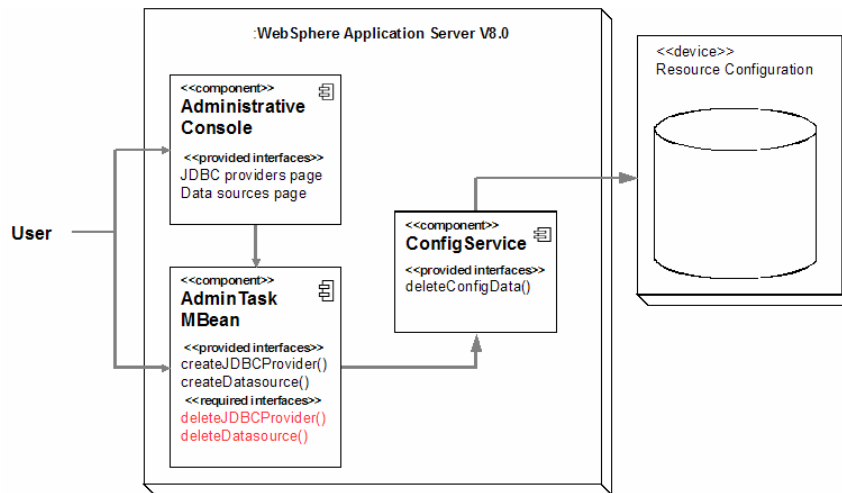 :WebSphere Application Server V8.0
<<component>>
Administrative
Console
<<provided interfaces>>
JDBC providers page
Data sources page
User
<<component>>
AdminTask
MBean
<<provided interfaces>>
createJDBCProvider()
createDatasource()
<<required interfaces>>
deleteJDBCProvider()
deleteDatasource()
<<component>>
ConfigService
<<provided interfaces>>
deleteConfigData()
<<device>>
Resource Configuration